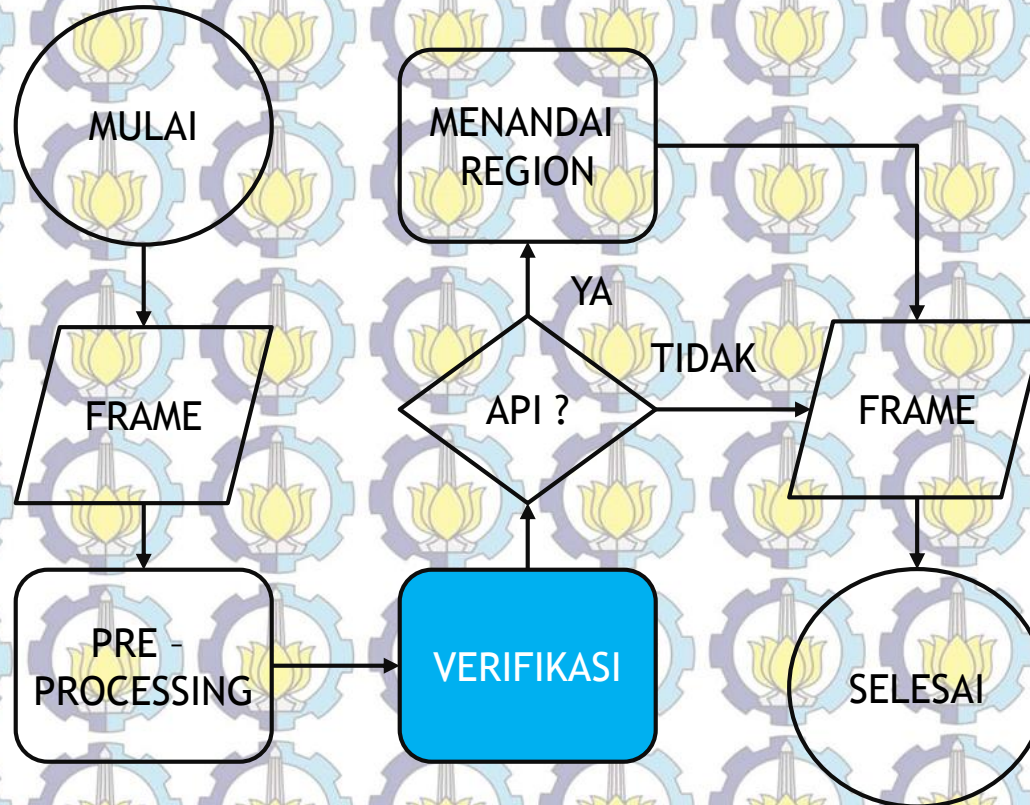 MULAI
FRAME
PRE -
PROCESSING
VERIFIKASI
API ?
YA
TIDAK
MENANDAI
REGION
FRAME
SELESAI